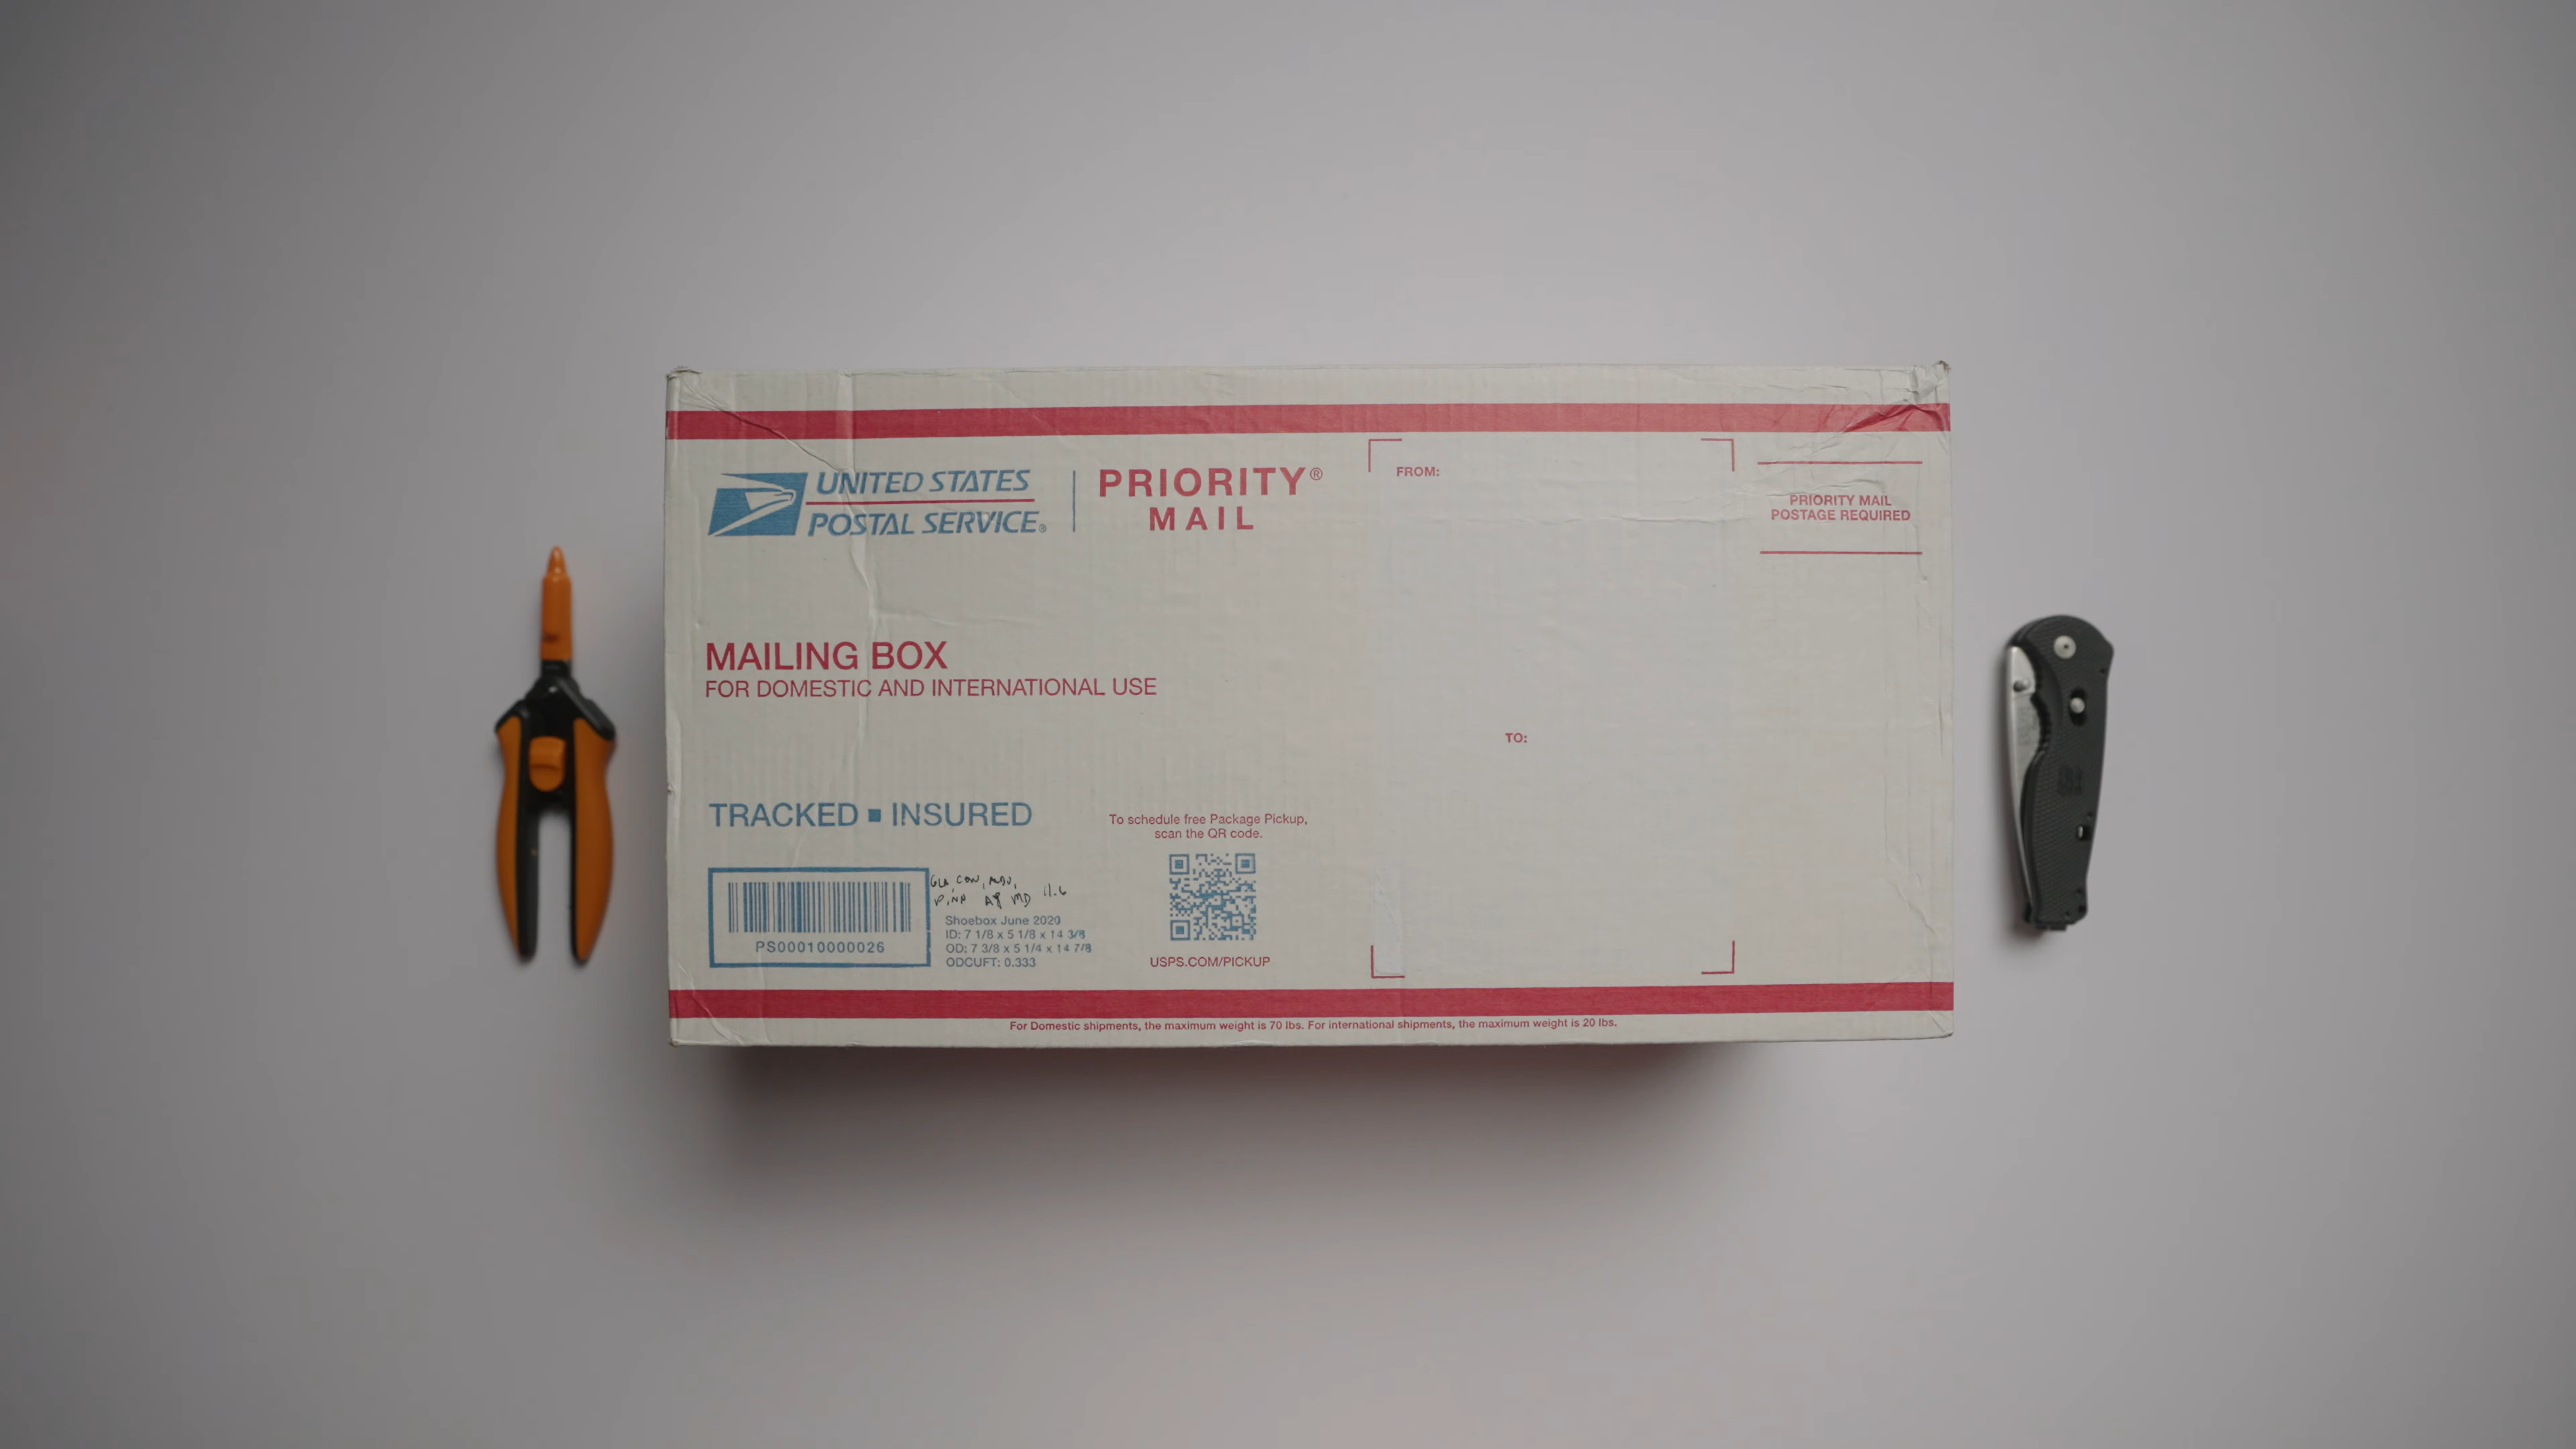 UNITED STATES
POSTAL SERVICE®
PRIORITY®
MAIL
FROM:
PRIORITY MAIL
POSTAGE REQUIRED
MAILING BOX
FOR DOMESTIC AND INTERNATIONAL USE
TO:
TRACKED ■ INSURED
To schedule free Package Pickup,
scan the QR code.
PS00010000026
11.6
Shoebox June 2020
ID: 7 1/8 x 5 1/8 x 14 3/8
OD: 7 3/8 x 5 1/4 x 14 7/8
ODCUFT: 0.333
USPS.COM/PICKUP
For Domestic shipments, the maximum weight is 70 lbs. For international shipments, the maximum weight is 20 lbs.